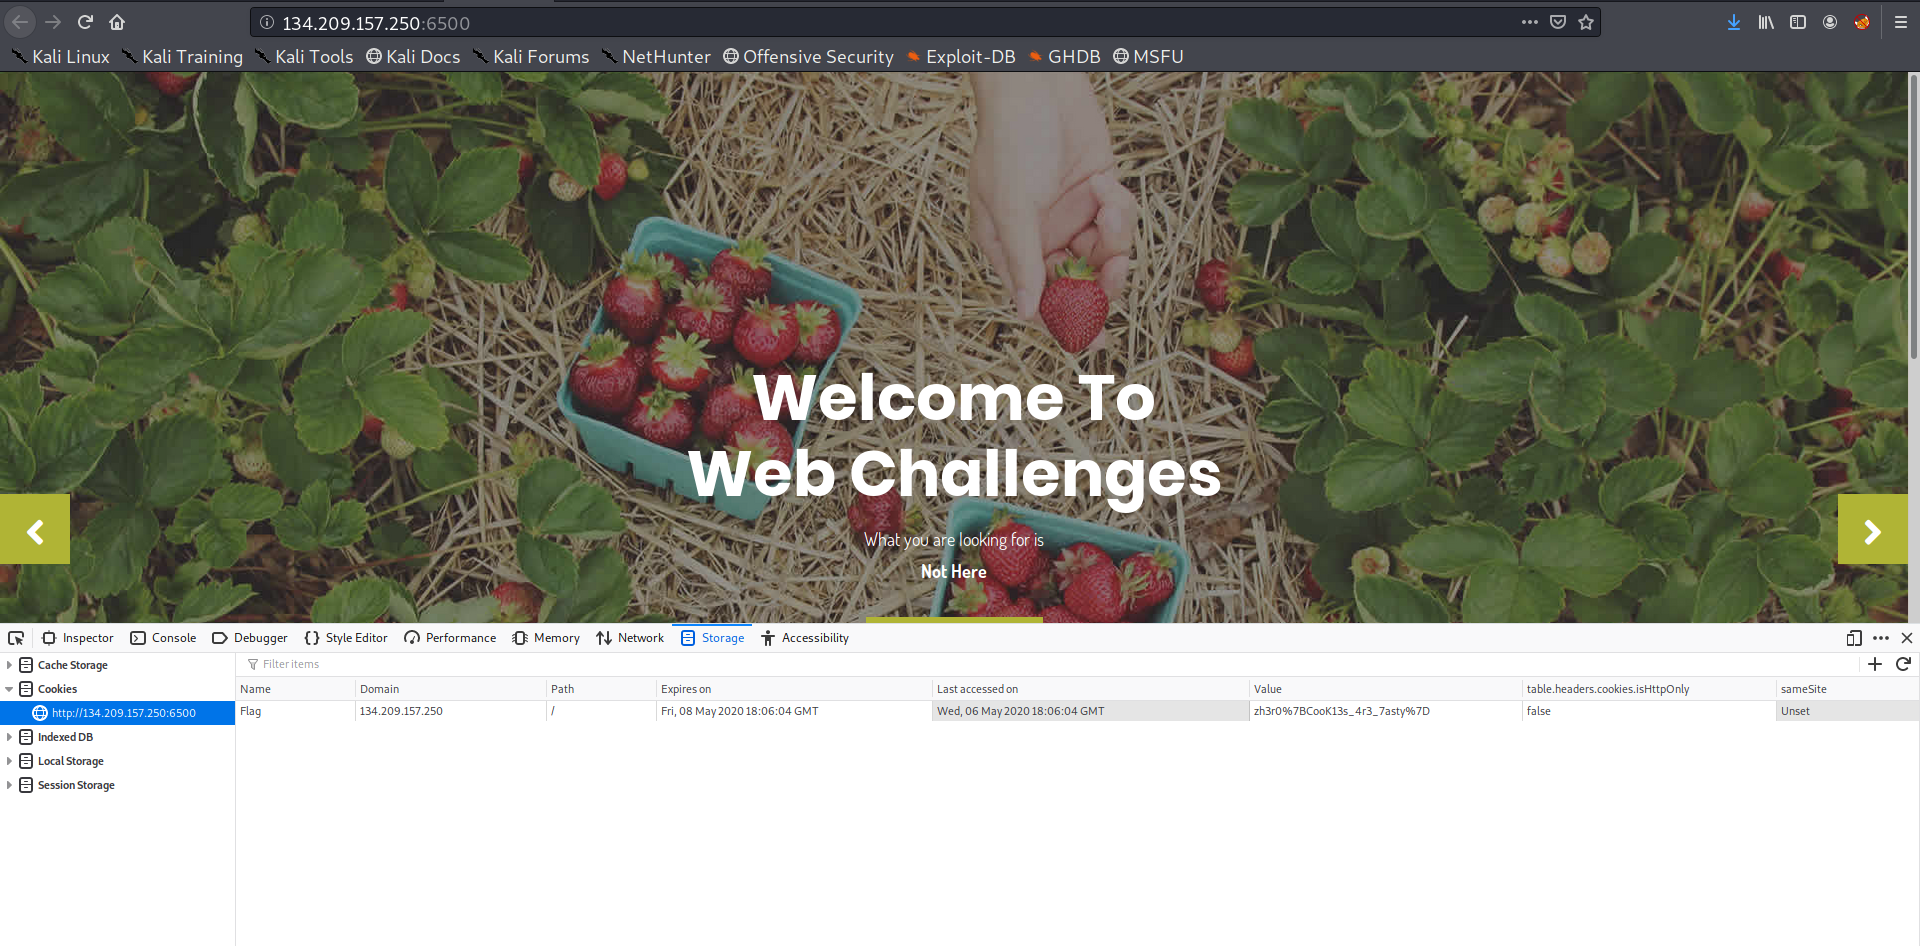 134.209.157.250:6500
Kali Linux Kali Training Kali Tools Kali Docs Kali Forums NetHunter Offensive Security Exploit-DB GHDB MSFU
Welcome To
Web Challenges
What you are looking for is
Not Here
Inspector Console Debugger Style Editor Performance Memory Network Storage Accessibility
Cache Storage
Cookies
http://134.209.157.250:6500
Indexed DB
Local Storage
Session Storage
Filter items
Name Domain Path Expires on Last accessed on Value table.headers.cookies.isHttpOnly sameSite
Flag 134.209.157.250 / Fri, 08 May 2020 18:06:04 GMT Wed, 06 May 2020 18:06:04 GMT zh3r0%7BCooK13s_4r3_7asty%7D false Unset